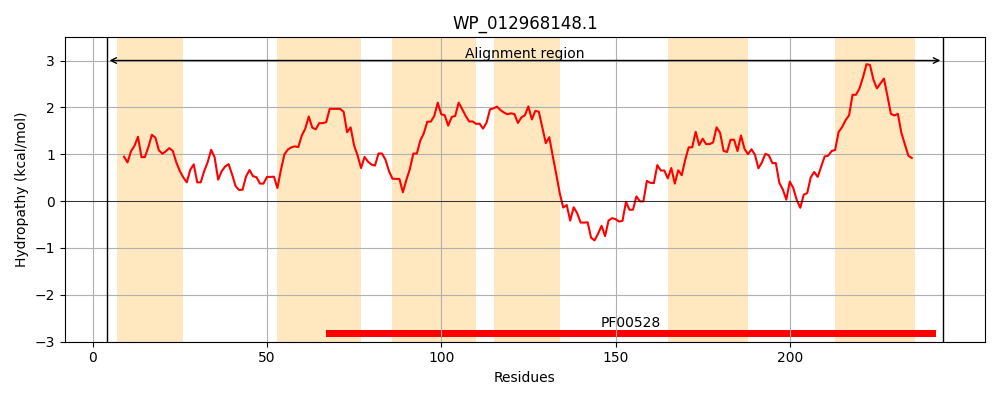 WP_012968148.1
Alignment region
Hydropathy (kcal/mol)
3
2
1
0
−1
−2
−3
PF00528
0
50
100
150
200
Residues